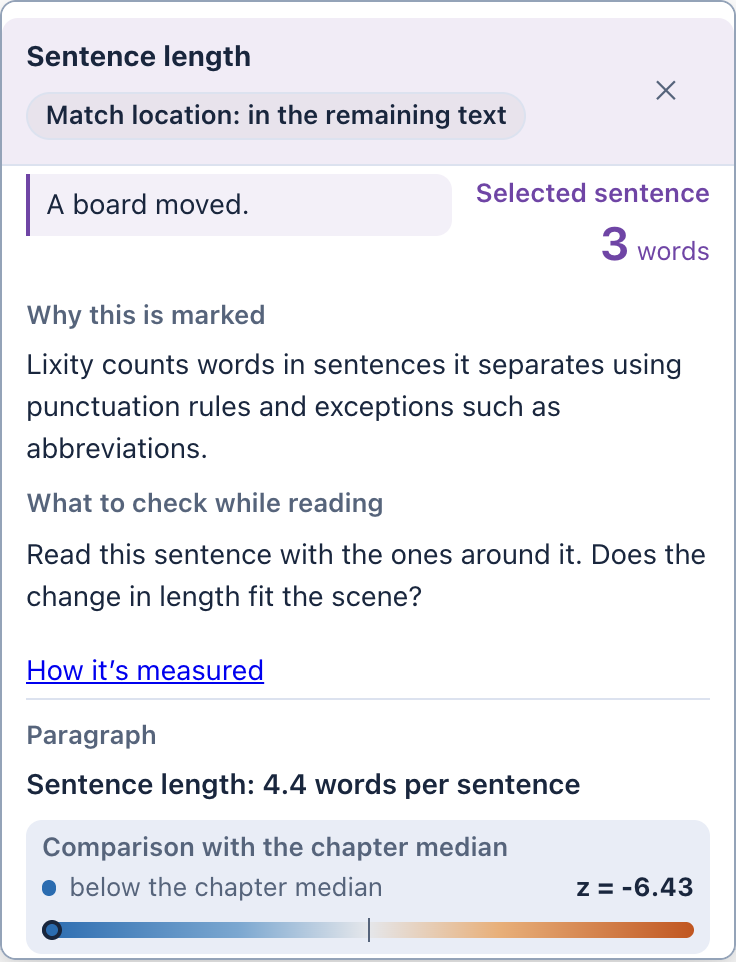 Sentence length
Match location: in the remaining text
A board moved.
Selected sentence
3 words
Why this is marked
Lixity counts words in sentences it separates using
punctuation rules and exceptions such as
abbreviations.
What to check while reading
Read this sentence with the ones around it. Does the
change in length fit the scene?
How it’s measured
Paragraph
Sentence length: 4.4 words per sentence
Comparison with the chapter median
below the chapter median
z = -6.43